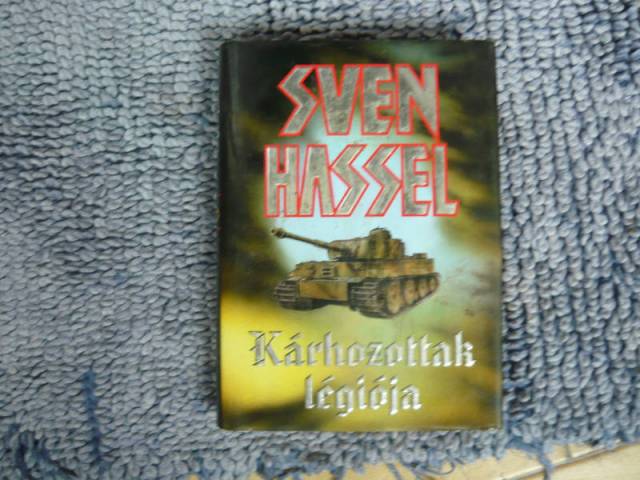 SVEN
HASSEL
Kárhozottak
légiója